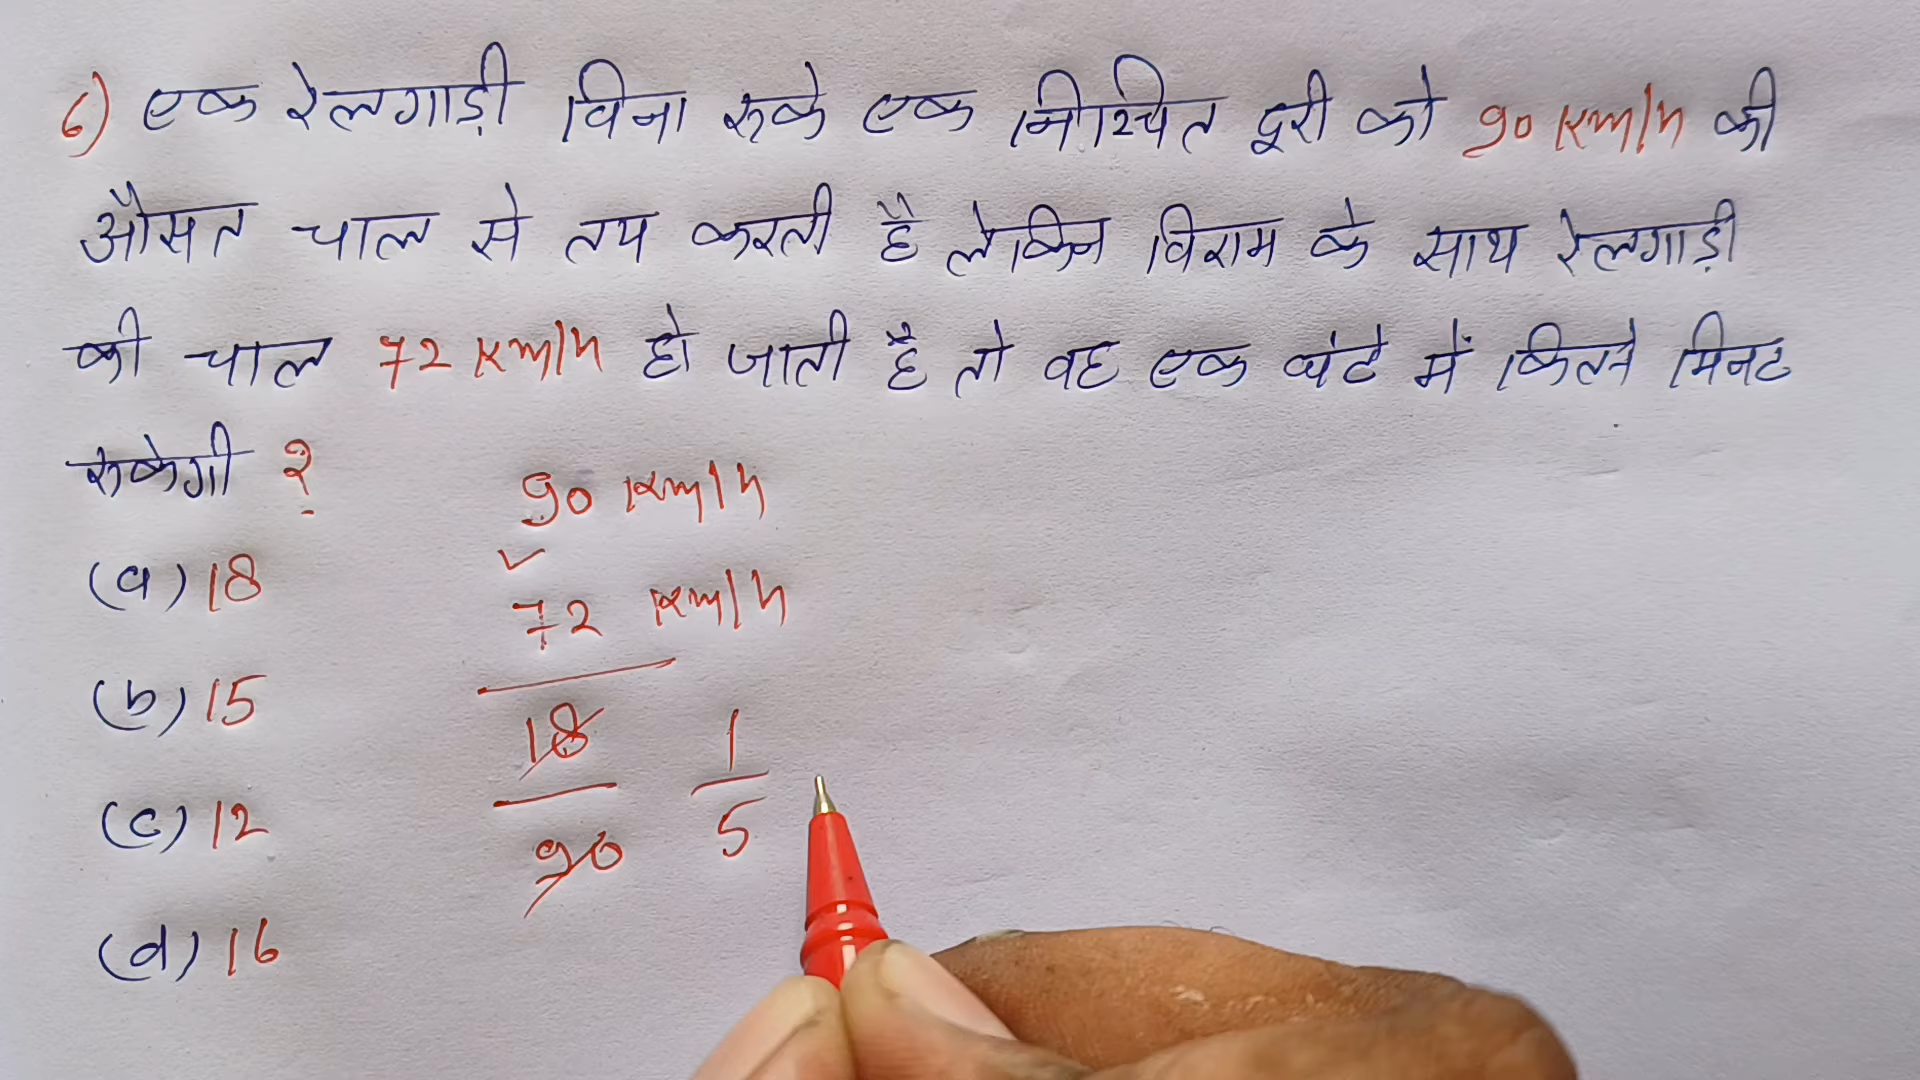 6) एक रेलगाड़ी विना रुके एक निश्चित दूरी को 90 Km/h की
औसत चाल से तय करती है लेकिन विराम के साथ रेलगाड़ी
की चाल 72 Km/h हो जाती है तो वह एक घंटे में कितने मिनट
रुकेगी ?
90 Km/h
72 Km/h
(a) 18
(b) 15
18 1
(c) 12
90 5
(d) 16